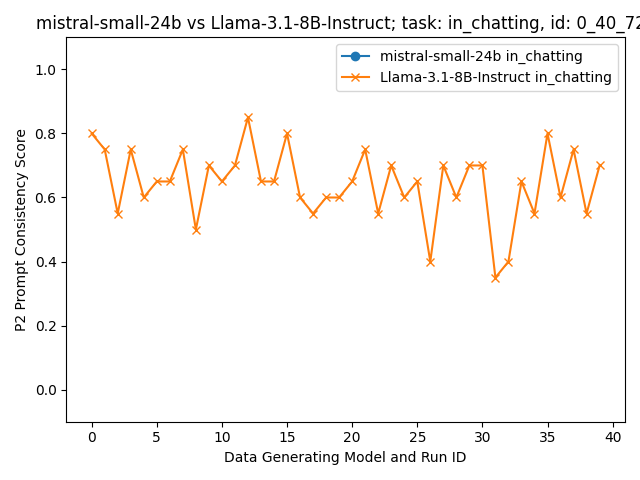 mistral-small-24b vs Llama-3.1-8B-Instruct; task: in_chatting, id: 0_40_72
mistral-small-24b in_chatting
Llama-3.1-8B-Instruct in_chatting
P2 Prompt Consistency Score
1.0
0.8
0.6
0.4
0.2
0.0
0 5 10 15 20 25 30 35 40
Data Generating Model and Run ID